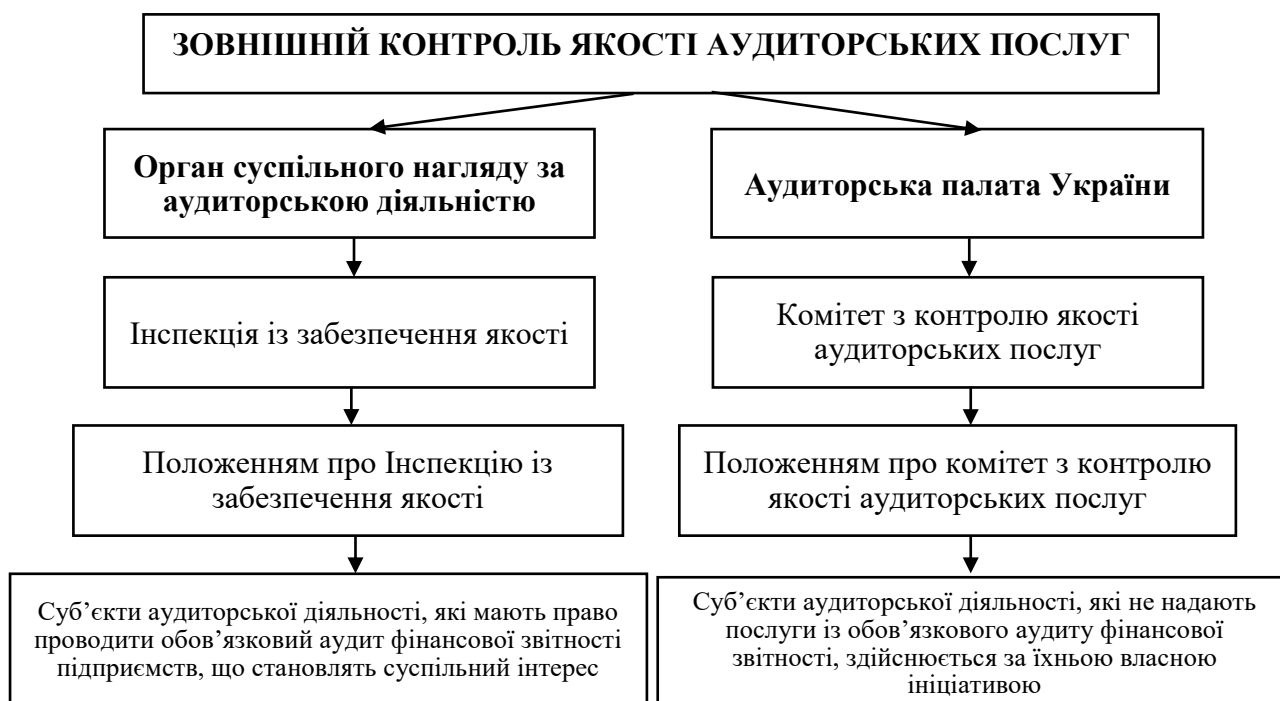 ЗОВНІШНІЙ КОНТРОЛЬ ЯКОСТІ АУДИТОРСЬКИХ ПОСЛУГ
Орган суспільного нагляду за
аудиторською діяльністю
Аудиторська палата України
Інспекція із забезпечення якості
Комітет з контролю якості
аудиторських послуг
Положенням про Інспекцію із
забезпечення якості
Положенням про комітет з контролю
якості аудиторських послуг
Суб’єкти аудиторської діяльності, які мають право
проводити обов’язковий аудит фінансової звітності
підприємств, що становлять суспільний інтерес
Суб’єкти аудиторської діяльності, які не надають
послуги із обов’язкового аудиту фінансової
звітності, здійснюється за їхньою власною
ініціативою